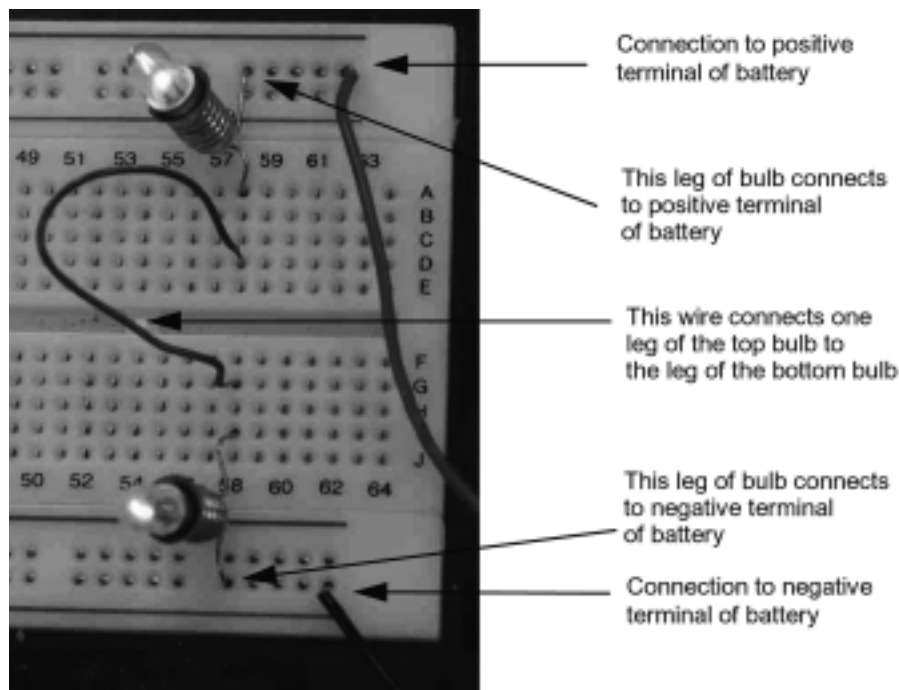 Connection to positive
terminal of battery
49 51 53 55 57 59 61 63
A
B
C
D
E
This leg of bulb connects
to positive terminal
of battery
This wire connects one
leg of the top bulb to
the leg of the bottom bulb
F
G
H
J
50 52 54 58 60 62 64
This leg of bulb connects
to negative terminal
of battery
Connection to negative
terminal of battery